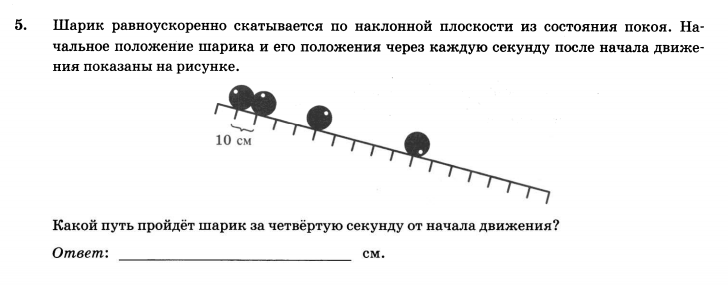 5. Шарик равноускоренно скатывается по наклонной плоскости из состояния покоя. На-
чальное положение шарика и его положения через каждую секунду после начала движе-
ния показаны на рисунке.
10 см
Какой путь пройдёт шарик за четвёртую секунду от начала движения?
Ответ: ______________________________ см.